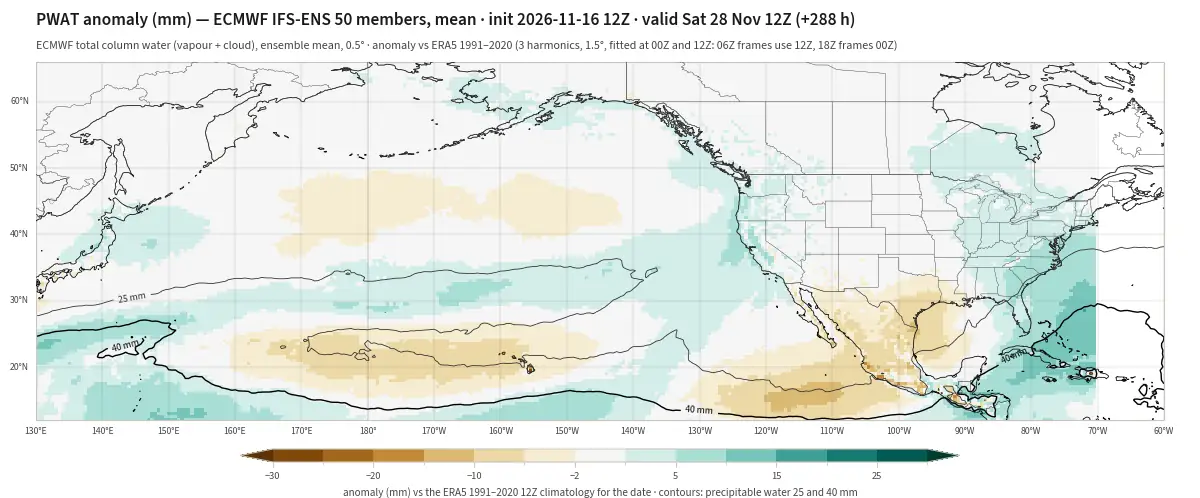 PWAT anomaly (mm) — ECMWF IFS-ENS 50 members, mean · init 2026-11-16 12Z · valid Sat 28 Nov 12Z (+288 h)
ECMWF total column water (vapour + cloud), ensemble mean, 0.5° · anomaly vs ERA5 1991–2020 (3 harmonics, 1.5°, fitted at 00Z and 12Z: 06Z frames use 12Z, 18Z frames 00Z)
60°N
50°N
40°N
30°N
20°N
25 mm
40 mm
40 mm
40 mm
130°E 140°E 150°E 160°E 170°E 180° 170°W 160°W 150°W 140°W 130°W 120°W 110°W 100°W 90°W 80°W 70°W 60°W
−30 −20 −10 −2 5 15 25
anomaly (mm) vs the ERA5 1991–2020 12Z climatology for the date · contours: precipitable water 25 and 40 mm